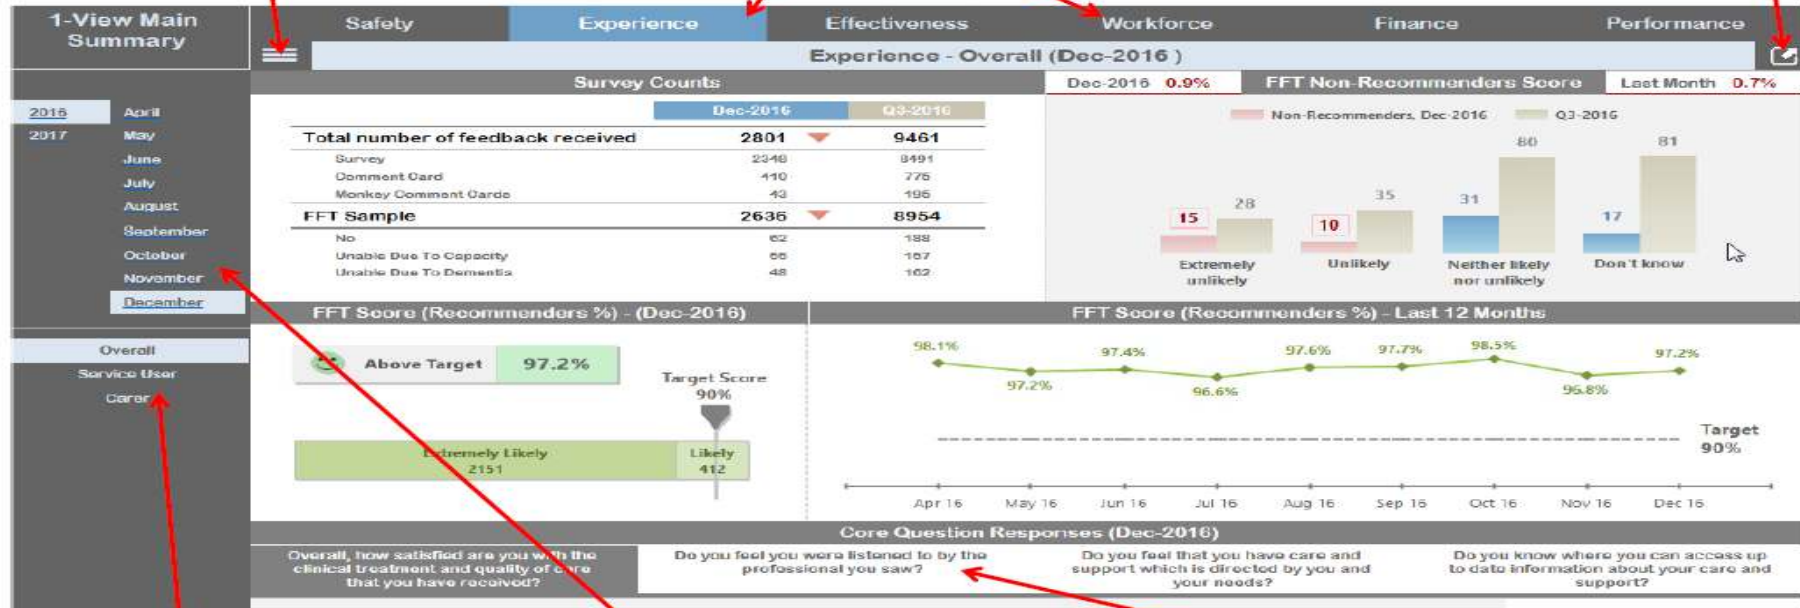 1-View Main
Summary
Safety
Experience
Effectiveness
Workforce
Finance
Performance
Experience - Overall (Dec-2016 )
2016
2017
April
May
June
July
August
September
October
November
December
Overall
Service User
Carer
Survey Counts
Dec-2016 Q3-2016
Total number of feedback received 2801 9461
Survey 2348 8491
Comment Card 410 775
Monkey Comment Cards 43 195
FFT Sample 2636 8954
No 62 188
Unable Due To Capacity 167
Unable Due To Dementia 48 162
Dec-2016 0.9%
FFT Non-Recommenders Score
Last Month 0.7%
Non-Recommenders, Dec 2016
Q3-2016
15 28 10 35 31 80 17 81
Extremely
unlikely
Unlikely
Neither likely
nor unlikely
Don't know
FFT Score (Recommenders %) - (Dec-2016)
Above Target 97.2%
Target Score
90%
Extremely Likely
2151
Likely
412
FFT Score (Recommenders %) - Last 12 Months
98.1% 97.2% 97.4% 96.6% 97.6% 97.7% 98.5% 96.8% 97.2%
Target
90%
Apr 16 May 16 Jun 16 Jul 16 Aug 16 Sep 16 Oct 16 Nov 16 Dec 16
Core Question Responses (Dec-2016)
Overall, how satisfied are you with the
clinical treatment and quality of care
that you have received?
Do you feel you were listened to by the
professional you saw?
Do you feel that you have care and
support which is directed by you and
your needs?
Do you know where you can access up
to date information about your care and
support?